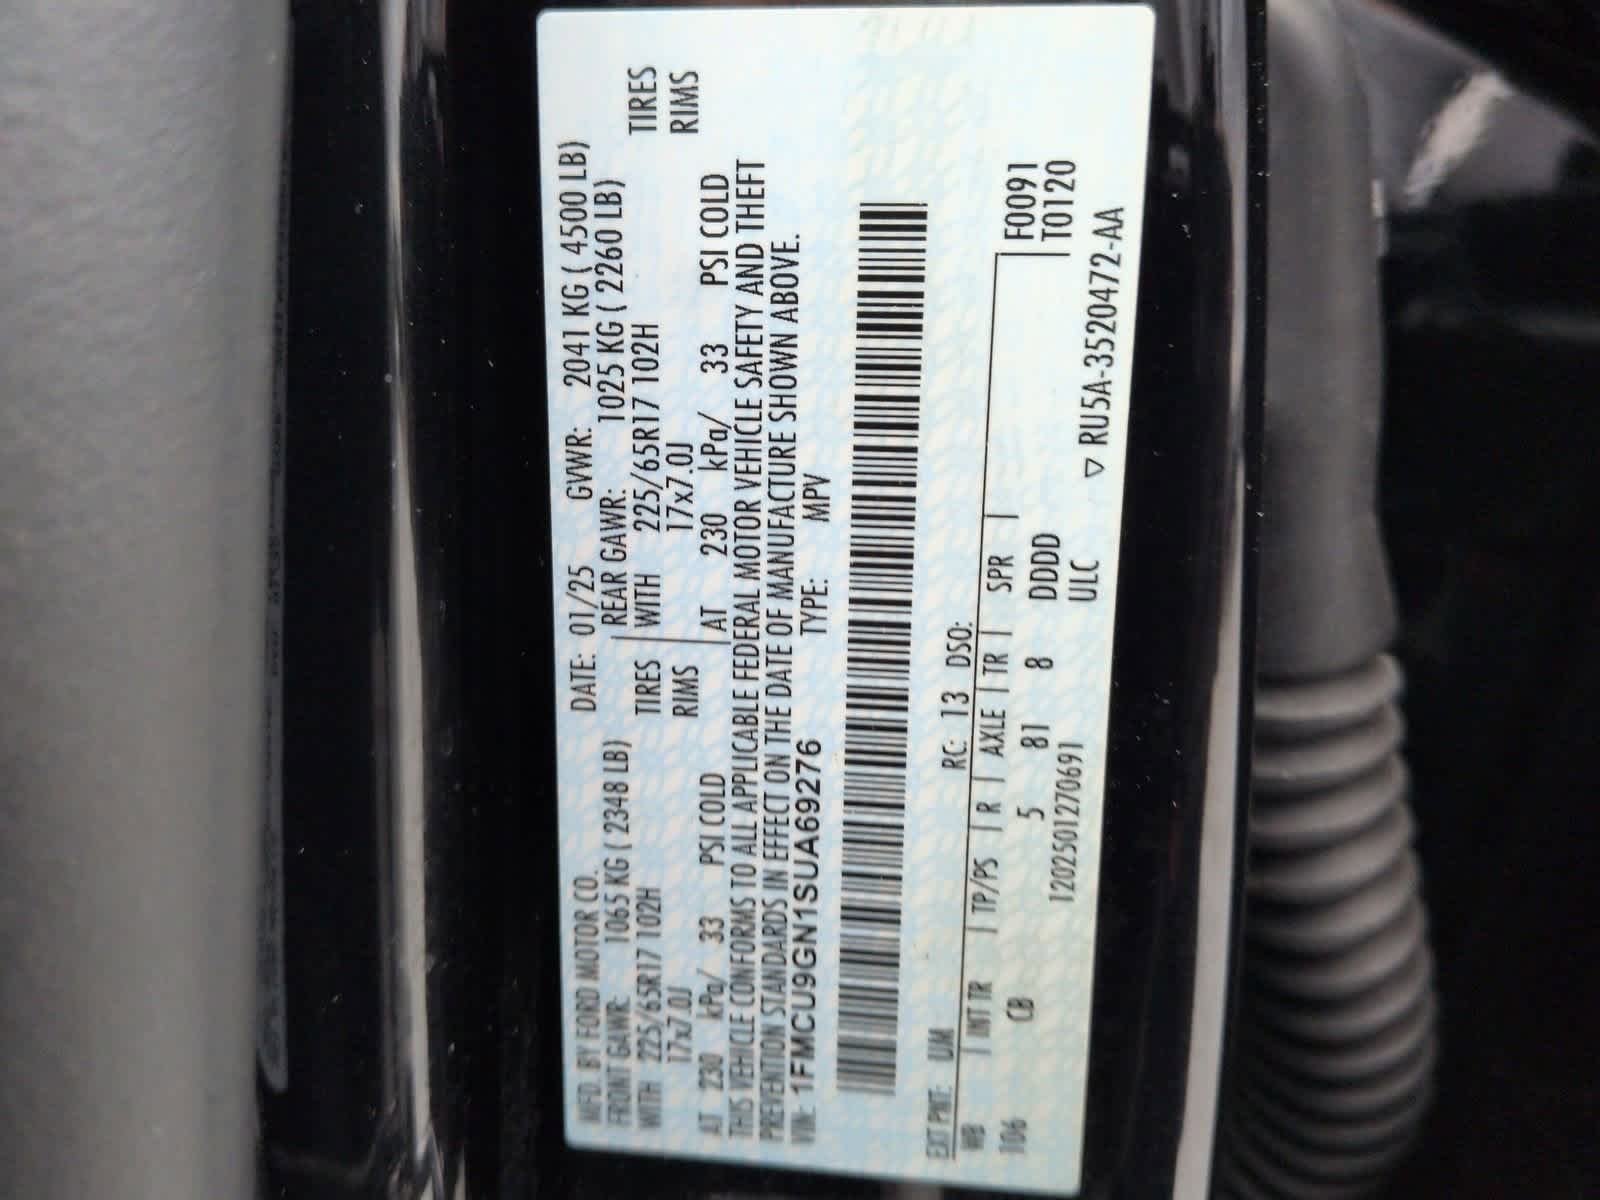 MFD. BY FORD MOTOR CO. DATE: 01/25 GVWR: 2041 KG ( 4500 LB)
FRONT GAWR: 1065 KG ( 2348 LB) REAR GAWR: 1025 KG ( 2260 LB)
WITH 225/65R17 102H TIRES WITH 225/65R17 102H TIRES
17x7.0J RIMS 17x7.0J RIMS
AT 230 kPa/ 33 PSI COLD AT 230 kPa/ 33 PSI COLD
THIS VEHICLE CONFORMS TO ALL APPLICABLE FEDERAL MOTOR VEHICLE SAFETY AND THEFT
PREVENTION STANDARDS IN EFFECT ON THE DATE OF MANUFACTURE SHOWN ABOVE.
VIN: 1FMCU9GN1SUA69276 TYPE: MPV
EXT PNT: UM RC: 13 DSO:
WB | INT TR | TP/PS | R | AXLE | TR | SPR | F0091
106 CB 5 81 8 DDDD T0120
1202501270691 ULC
▽ RU5A-3520472-AA